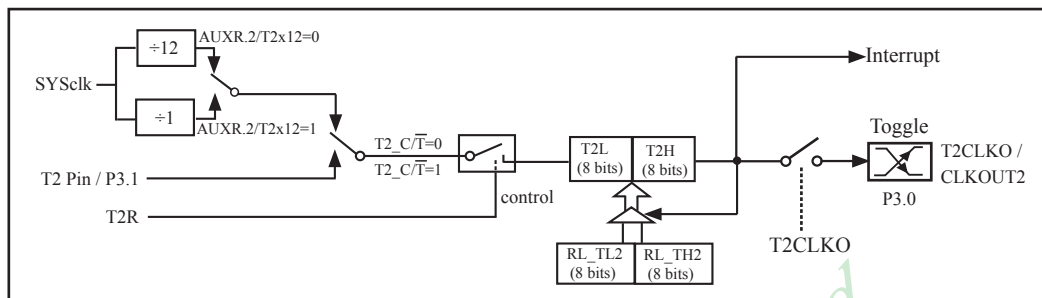 ÷12
AUXR.2/T2x12=0
SYSclk
÷1
AUXR.2/T2x12=1
T2 Pin / P3.1
T2_C/T̅=0
T2_C/T̅=1
T2R
control
T2L
(8 bits)
T2H
(8 bits)
RL_TL2
(8 bits)
RL_TH2
(8 bits)
Interrupt
Toggle
T2CLKO /
CLKOUT2
P3.0
T2CLKO